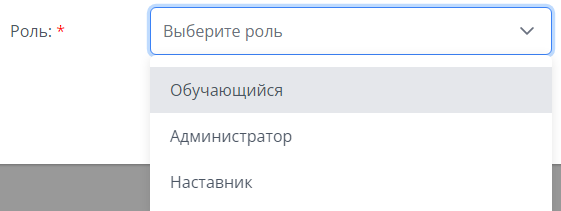 Роль: * Выберите роль
Обучающийся
Администратор
Наставник